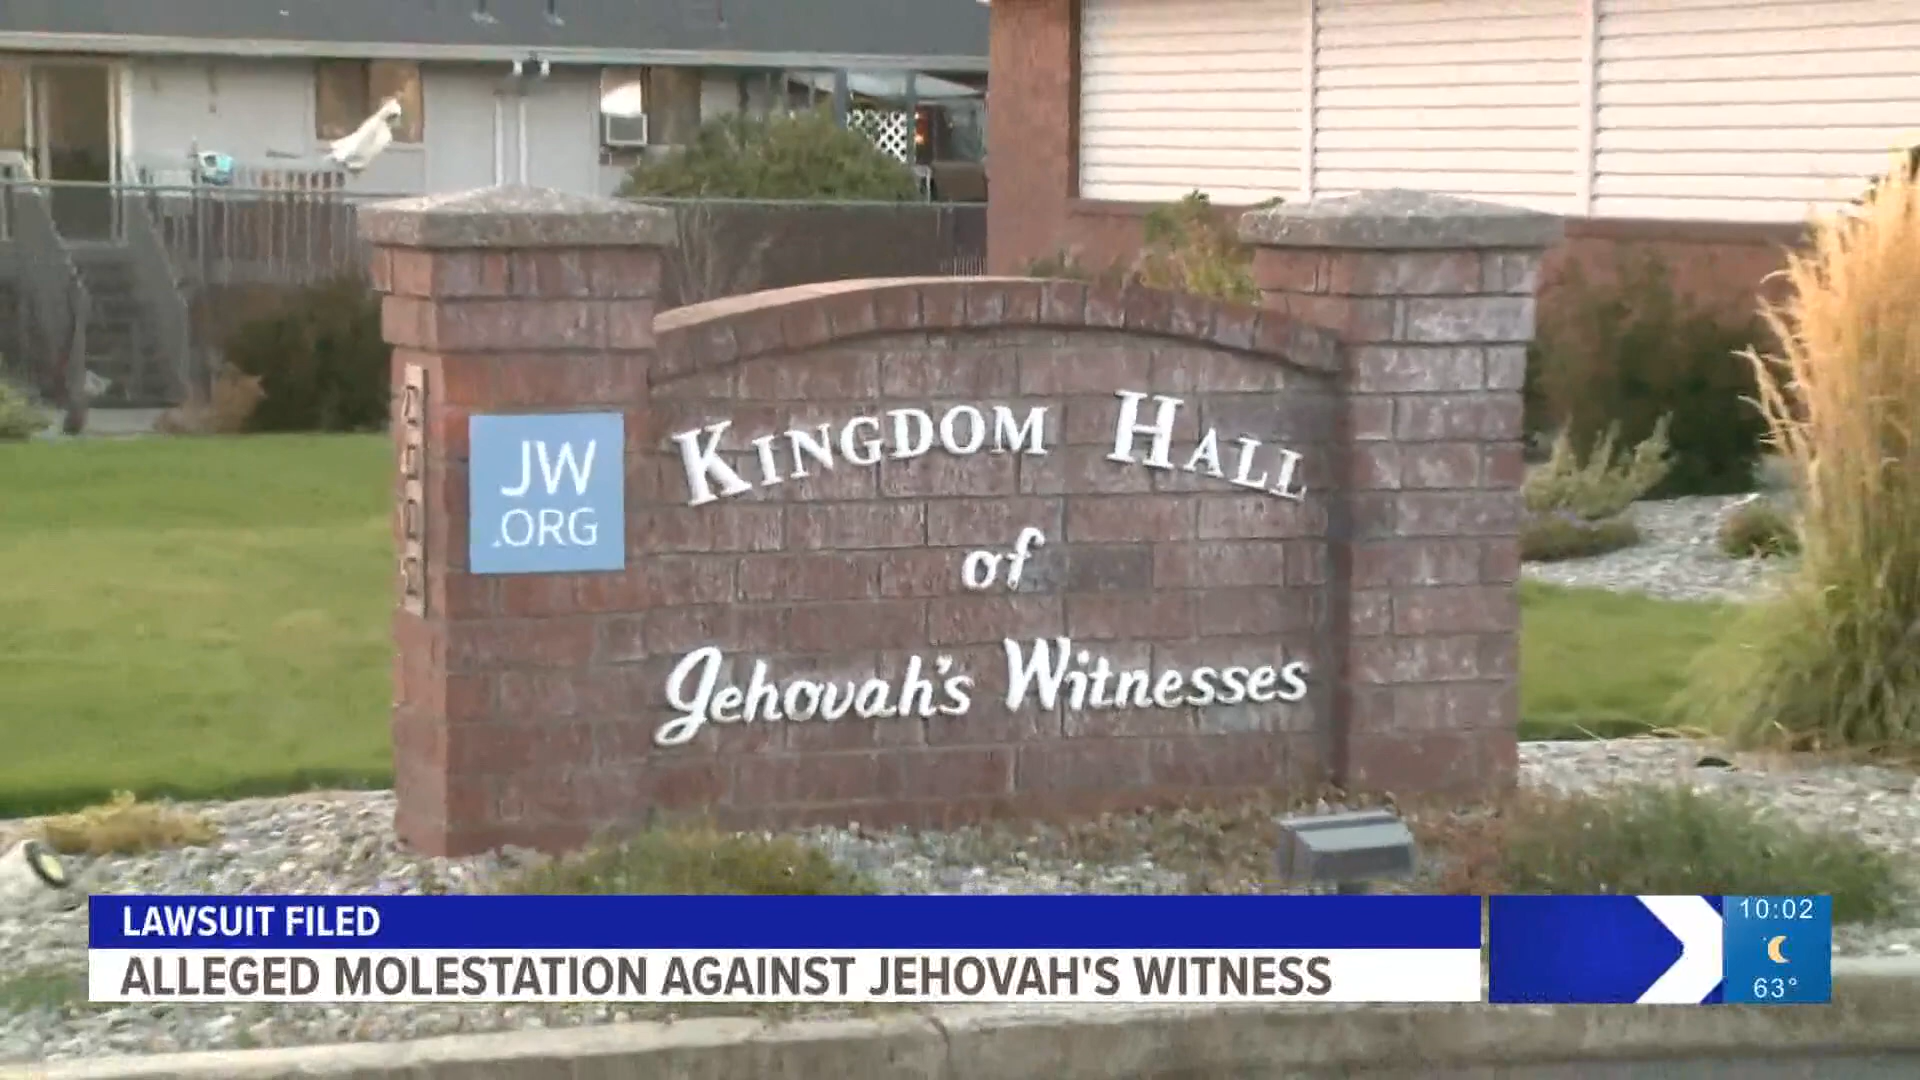 JW
.ORG
KINGDOM HALL
of
Jehovah's Witnesses
LAWSUIT FILED
ALLEGED MOLESTATION AGAINST JEHOVAH'S WITNESS
10:02
63°